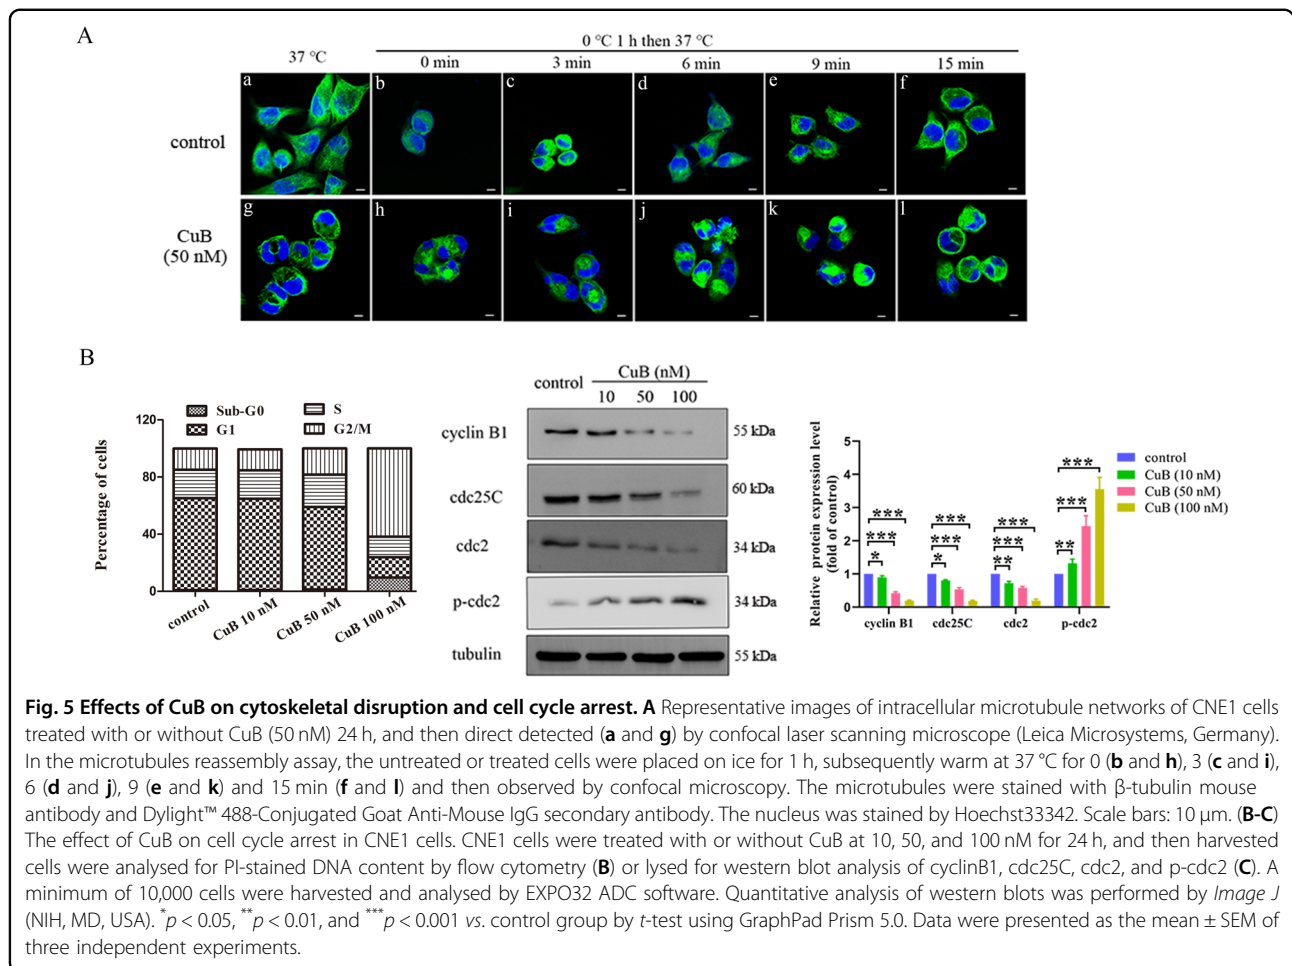 A
0 °C 1 h then 37 °C
37 °C
0 min
3 min
6 min
9 min
15 min
a
b
c
d
e
f
control
g
h
i
j
k
l
CuB
(50 nM)
B
Sub-G0
S
G1
G2/M
120
80
40
0
Percentage of cells
control
CuB 10 nM
CuB 50 nM
CuB 100 nM
control
CuB (nM)
10 50 100
cyclin B1
55 kDa
cdc25C
60 kDa
cdc2
34 kDa
p-cdc2
34 kDa
tubulin
55 kDa
5
4
3
2
1
0
Relative protein expression level
(fold of control)
control
CuB (10 nM)
CuB (50 nM)
CuB (100 nM)
***
***
*
***
***
*
***
***
**
***
***
**
cyclin B1
cdc25C
cdc2
p-cdc2
Fig. 5 Effects of CuB on cytoskeletal disruption and cell cycle arrest. A Representative images of intracellular microtubule networks of CNE1 cells
treated with or without CuB (50 nM) 24 h, and then direct detected (a and g) by confocal laser scanning microscope (Leica Microsystems, Germany).
In the microtubules reassembly assay, the untreated or treated cells were placed on ice for 1 h, subsequently warm at 37 °C for 0 (b and h), 3 (c and i),
6 (d and j), 9 (e and k) and 15 min (f and l) and then observed by confocal microscopy. The microtubules were stained with β-tubulin mouse
antibody and Dylight™ 488-Conjugated Goat Anti-Mouse IgG secondary antibody. The nucleus was stained by Hoechst33342. Scale bars: 10 μm. (B-C)
The effect of CuB on cell cycle arrest in CNE1 cells. CNE1 cells were treated with or without CuB at 10, 50, and 100 nM for 24 h, and then harvested
cells were analysed for PI-stained DNA content by flow cytometry (B) or lysed for western blot analysis of cyclinB1, cdc25C, cdc2, and p-cdc2 (C). A
minimum of 10,000 cells were harvested and analysed by EXPO32 ADC software. Quantitative analysis of western blots was performed by Image J
(NIH, MD, USA). *p < 0.05, **p < 0.01, and ***p < 0.001 vs. control group by t-test using GraphPad Prism 5.0. Data were presented as the mean ± SEM of
three independent experiments.